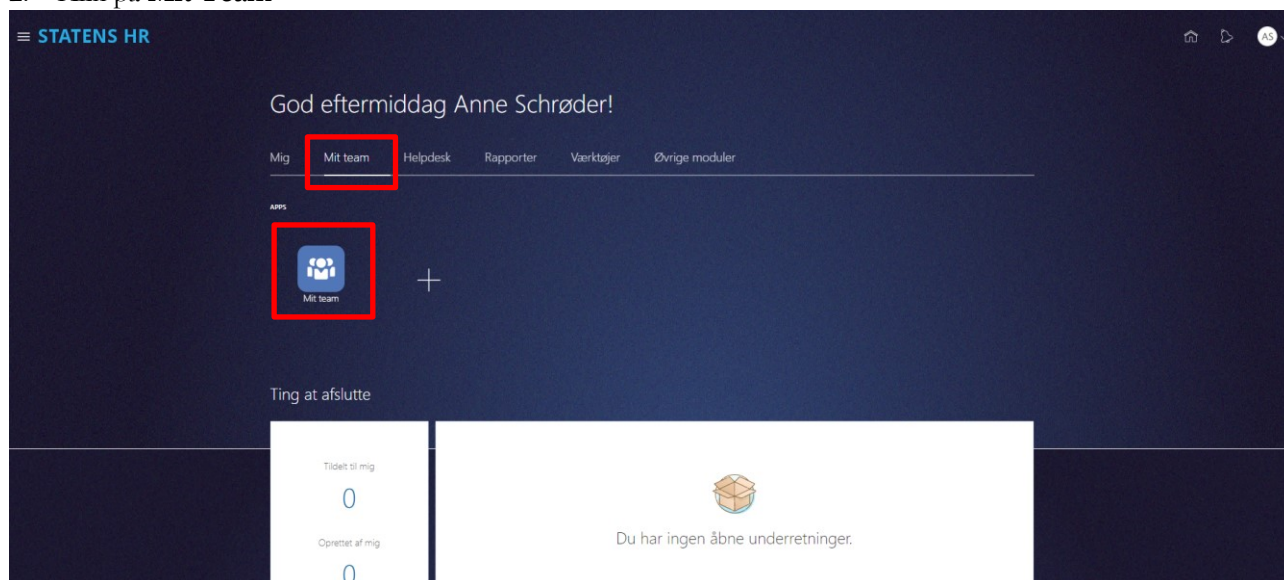 STATENS HR
AS
God eftermiddag Anne Schrøder!
Mig Mit team Helpdesk Rapporter Værktøjer Øvrige moduler
APPS
Mit team
Ting at afslutte
Tildelt til mig
0
Oprettet af mig
0
Du har ingen åbne underretninger.